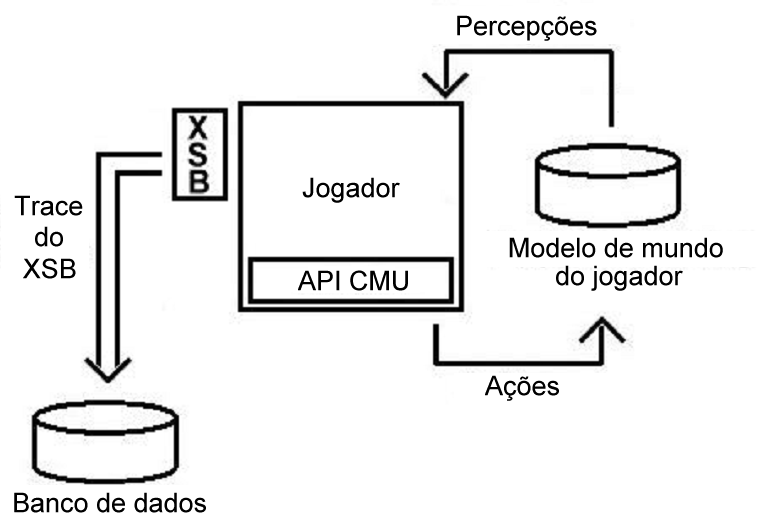 Percepções
X
S
B
Jogador
Trace
do
XSB
Modelo de mundo
do jogador
API CMU
Ações
Banco de dados